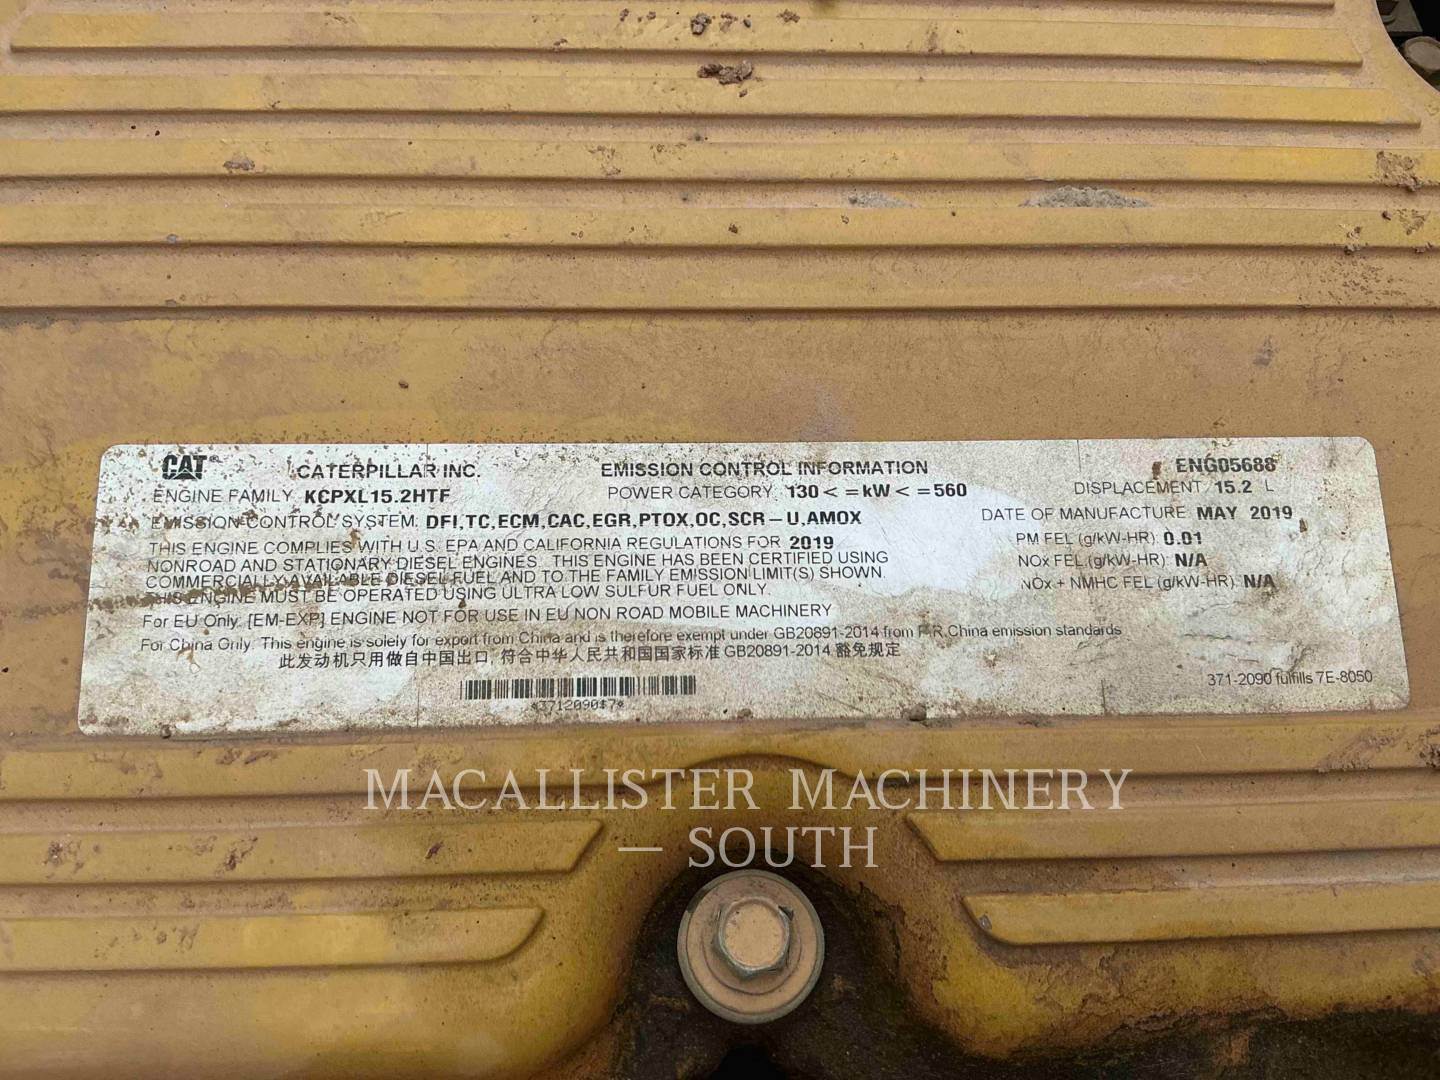 CAT® CATERPILLAR INC. EMISSION CONTROL INFORMATION ENG05688
ENGINE FAMILY: KCPXL15.2HTF POWER CATEGORY: 130<=kW<=560 DISPLACEMENT: 15.2 L
EMISSION CONTROL SYSTEM: DFI,TC,ECM,CAC,EGR,PTOX,OC,SCR-U,AMOX DATE OF MANUFACTURE: MAY 2019
THIS ENGINE COMPLIES WITH U.S. EPA AND CALIFORNIA REGULATIONS FOR 2019 PM FEL (g/kW-HR): 0.01
NONROAD AND STATIONARY DIESEL ENGINES. THIS ENGINE HAS BEEN CERTIFIED USING NOx FEL (g/kW-HR): N/A
COMMERCIALLY AVAILABLE DIESEL FUEL AND TO THE FAMILY EMISSION LIMIT(S) SHOWN. NOx + NMHC FEL (g/kW-HR): N/A
THIS ENGINE MUST BE OPERATED USING ULTRA LOW SULFUR FUEL ONLY.
For EU Only: [EM-EXP] ENGINE NOT FOR USE IN EU NON ROAD MOBILE MACHINERY
For China Only: This engine is solely for export from China and is therefore exempt under GB20891-2014 from P.R.China emission standards
此发动机只用做自中国出口, 符合中华人民共和国国家标准 GB20891-2014 豁免规定
371-2090 fulfills 7E-8050
*3712090$7*
MACALLISTER MACHINERY
— SOUTH